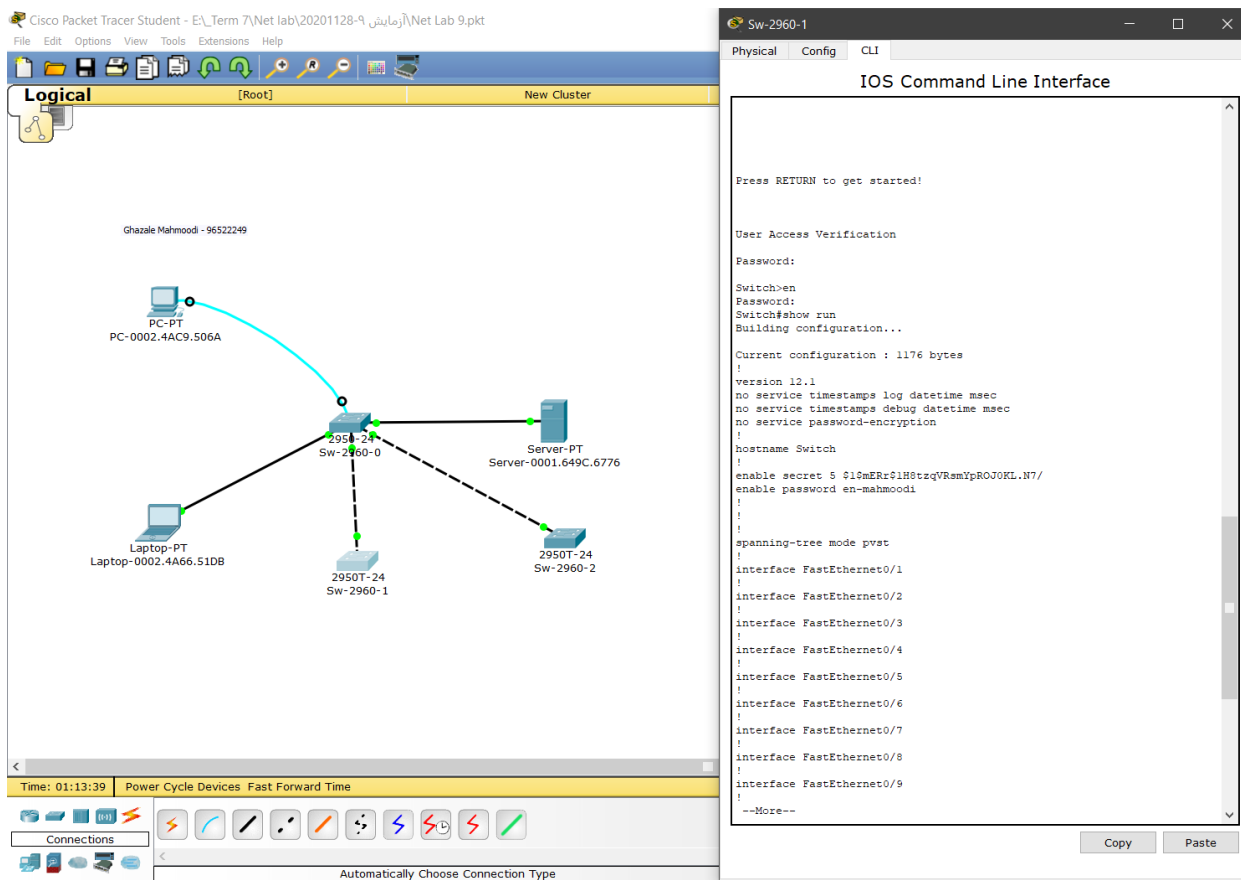 Cisco Packet Tracer Student - E:\_Term 7\Net lab\20201128-۹ آزمایش\Net Lab 9.pkt
File Edit Options View Tools Extensions Help
Logical
[Root]
New Cluster
Ghazale Mahmoodi - 96522249
PC-PT
PC-0002.4AC9.506A
2950-24
Sw-2960-0
Server-PT
Server-0001.649C.6776
Laptop-PT
Laptop-0002.4A66.51DB
2950T-24
Sw-2960-1
2950T-24
Sw-2960-2
Time: 01:13:39
Power Cycle Devices Fast Forward Time
Connections
Automatically Choose Connection Type
Sw-2960-1
Physical Config CLI
IOS Command Line Interface
Press RETURN to get started!
User Access Verification
Password:
Switch>en
Password:
Switch#show run
Building configuration...
Current configuration : 1176 bytes
!
version 12.1
no service timestamps log datetime msec
no service timestamps debug datetime msec
no service password-encryption
!
hostname Switch
!
enable secret 5 $1$mERr$1H8tzqVRsmYpROJ0KL.N7/
enable password en-mahmoodi
!
!
!
spanning-tree mode pvst
!
interface FastEthernet0/1
!
interface FastEthernet0/2
!
interface FastEthernet0/3
!
interface FastEthernet0/4
!
interface FastEthernet0/5
!
interface FastEthernet0/6
!
interface FastEthernet0/7
!
interface FastEthernet0/8
!
interface FastEthernet0/9
!
--More--
Copy
Paste